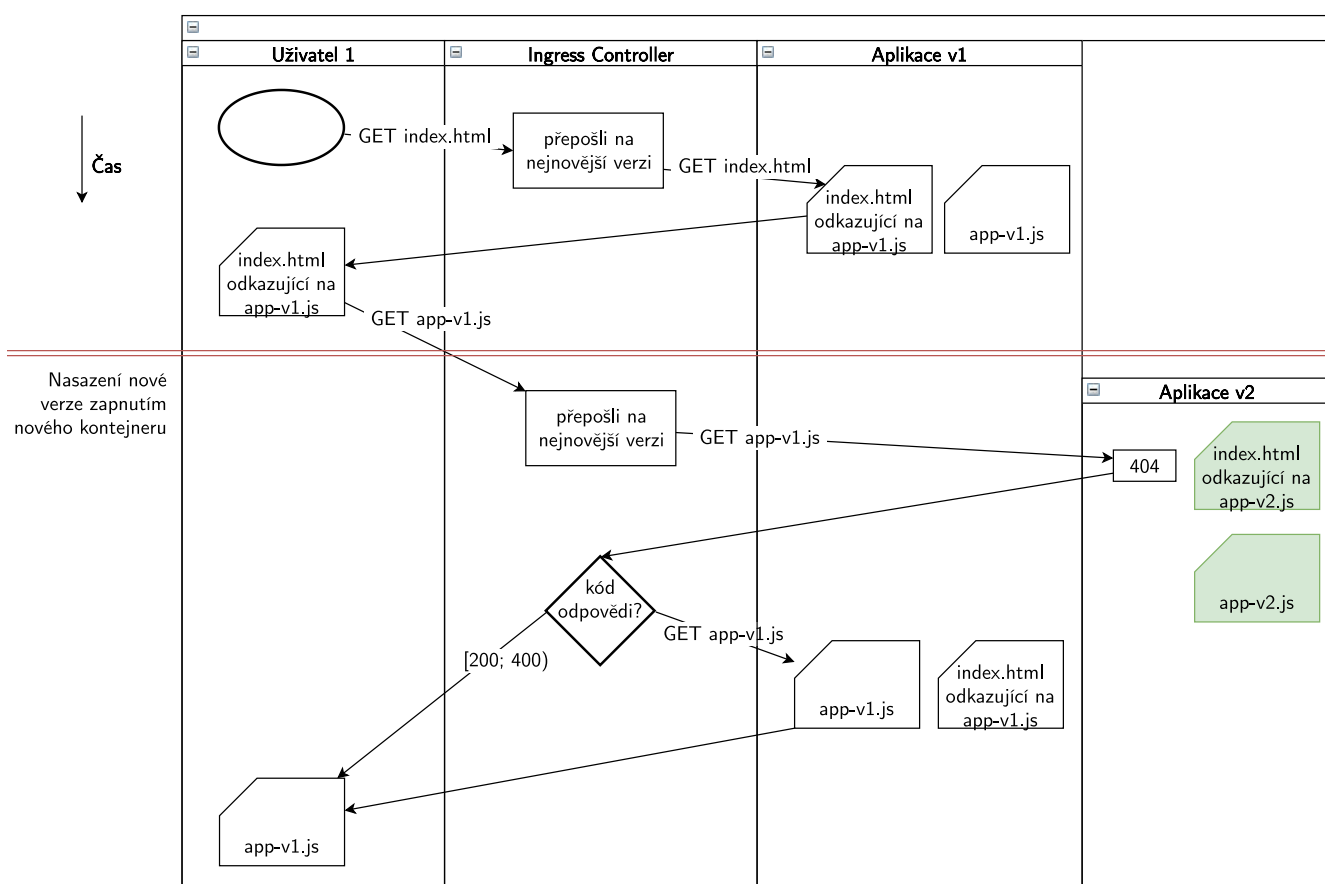 Uživatel 1
Ingress Controller
Aplikace v1
Čas
GET index.html
přepošli na
nejnovější verzi
GET index.html
index.html
odkazující na
app-v1.js
app-v1.js
index.html
odkazující na
app-v1.js
GET app-v1.js
Nasazení nové
verze zapnutím
nového kontejneru
Aplikace v2
přepošli na
nejnovější verzi
GET app-v1.js
404
index.html
odkazující na
app-v2.js
app-v2.js
kód
odpovědi?
GET app-v1.js
[200; 400)
app-v1.js
index.html
odkazující na
app-v1.js
app-v1.js